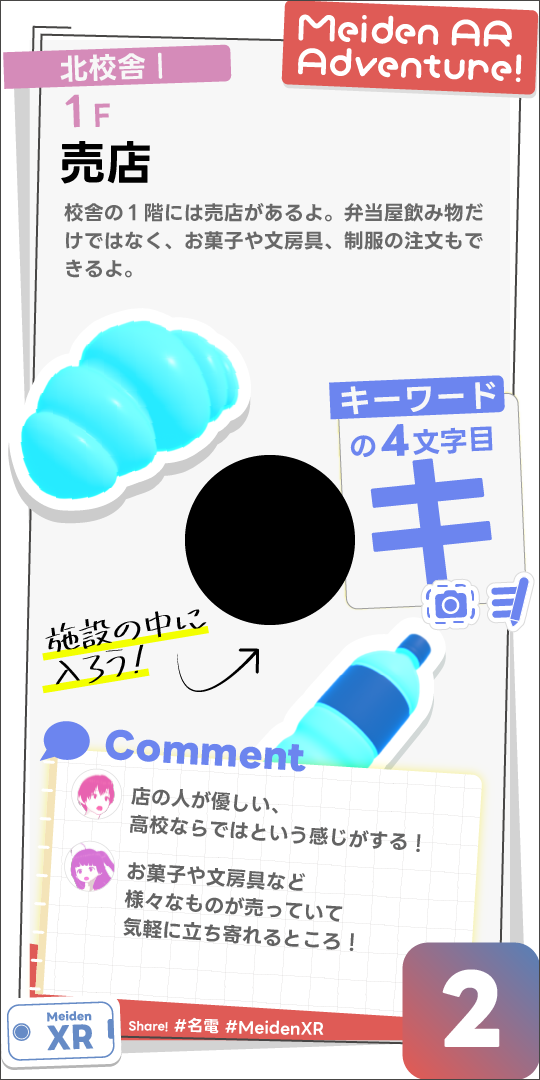 Meiden AR
Adventure!
北校舎Ⅰ
1F
売店
校舎の1階には売店があるよ。弁当屋飲み物だ
けではなく、お菓子や文房具、制服の注文もで
きるよ。
キーワード
の4文字目
キ
施設の中に
入ろう!
Comment
店の人が優しい、
高校ならではという感じがする!
お菓子や文房具など
様々なものが売っていて
気軽に立ち寄れるところ!
2
Meiden
XR
Share! #名電 #MeidenXR